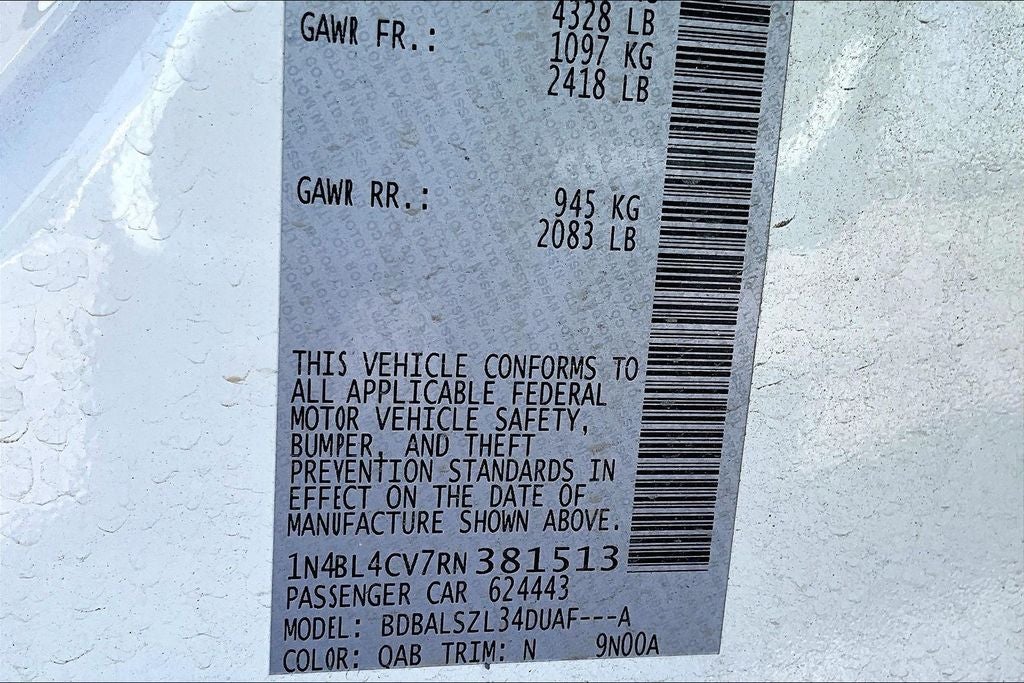 4328 LB
GAWR FR.: 1097 KG
2418 LB
GAWR RR.: 945 KG
2083 LB
THIS VEHICLE CONFORMS TO
ALL APPLICABLE FEDERAL
MOTOR VEHICLE SAFETY,
BUMPER, AND THEFT
PREVENTION STANDARDS IN
EFFECT ON THE DATE OF
MANUFACTURE SHOWN ABOVE.
1N4BL4CV7RN381513
PASSENGER CAR 624443
MODEL: BDBALSZL34DUAF---A
COLOR: QAB TRIM: N 9N00A